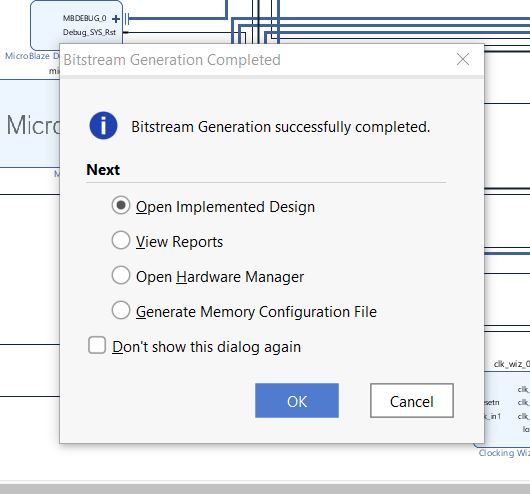 MBDEBUG_0
Debug_SYS_Rst
MicroBlaze D
mi
Bitstream Generation Completed
Micro
Bitstream Generation successfully completed.
M
Next
Open Implemented Design
View Reports
Open Hardware Manager
Generate Memory Configuration File
Don't show this dialog again
clk_wiz_0
clk_
esetn clk_
k_in1 clk_
lo
OK Cancel
Clocking Wiz